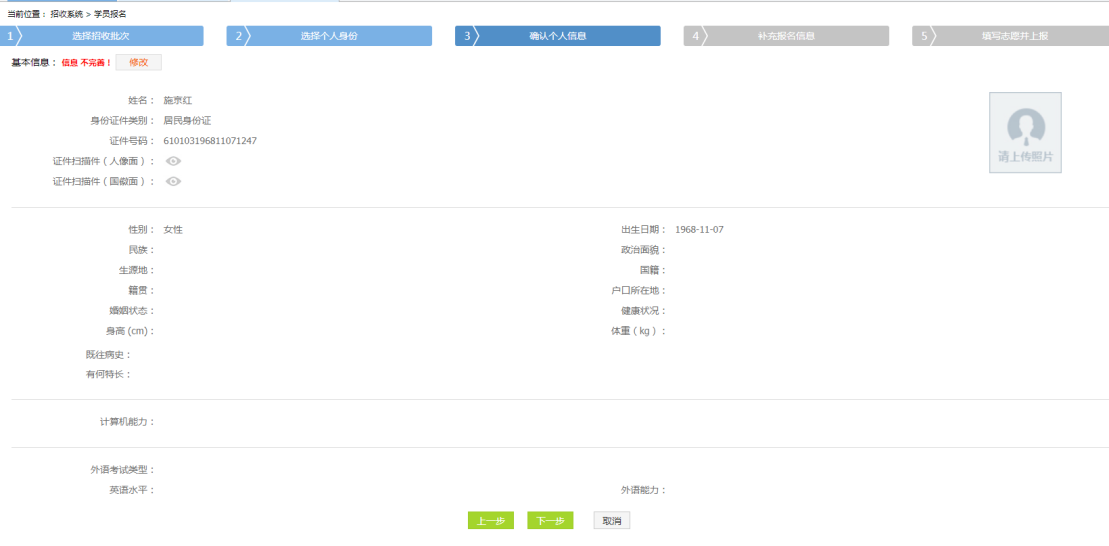 当前位置： 招收系统 > 学员报名
1 选择招收批次 2 选择个人身份 3 确认个人信息 4 补充报名信息 5 填写志愿并上报
基本信息： 信息 不完善！ 修改
姓名： 施京红
身份证件类别： 居民身份证
证件号码： 610103196811071247
证件扫描件（人像面）：
证件扫描件（国徽面）：
请上传照片
性别： 女性 出生日期： 1968-11-07
民族： 政治面貌：
生源地： 国籍：
籍贯： 户口所在地：
婚姻状态： 健康状况：
身高 (cm)： 体重（kg）：
既往病史：
有何特长：
计算机能力：
外语考试类型：
英语水平： 外语能力：
上一步 下一步 取消